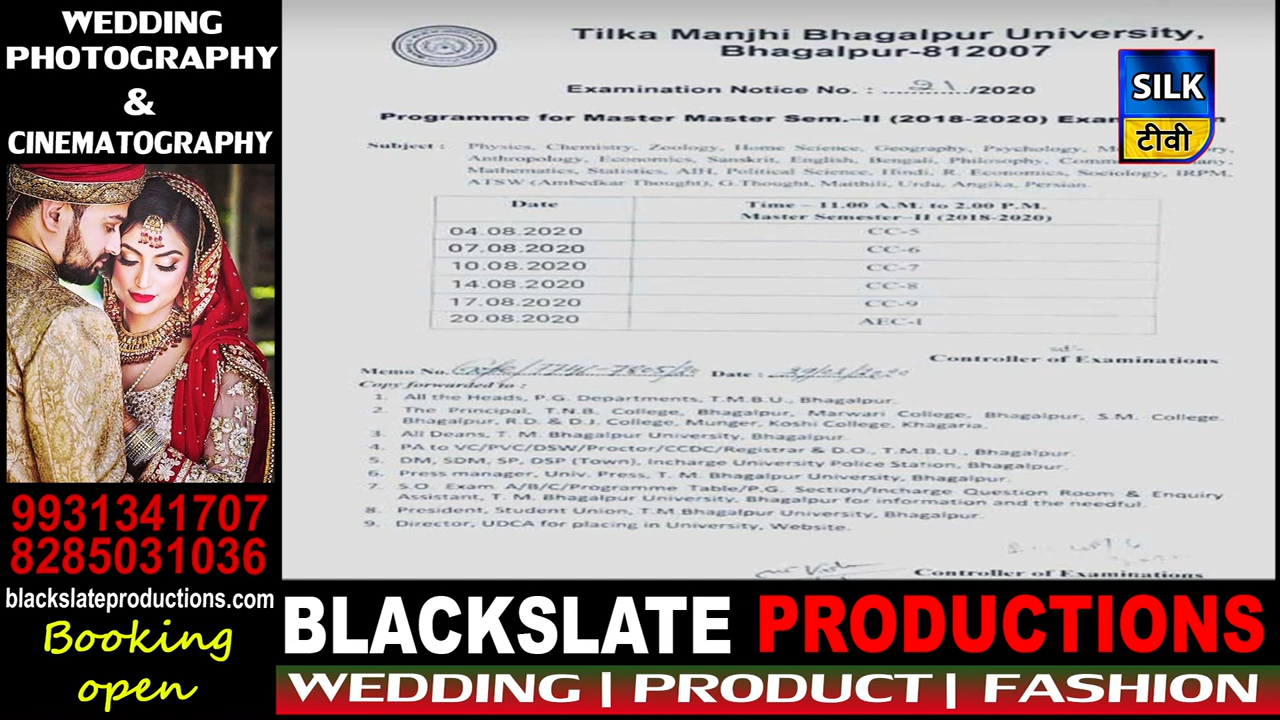 WEDDING
PHOTOGRAPHY
&
CINEMATOGRAPHY
9931341707
8285031036
blackslateproductions.com
Booking
open
Tilka Manjhi Bhagalpur University,
Bhagalpur-812007
Examination Notice No. : ............/2020
Programme for Master Master Sem.-II (2018-2020)
SILK
टीवी
Subject : Physics, Chemistry, Zoology, Home Science, Geography, Psychology,
Anthropology, Economics, Sanskrit, English, Bengali, Philosophy,
Mathematics, Statistics, AIH, Political Science, Hindi, R. Economics, Sociology, IRPM,
ATSW (Ambedkar Thought), G.Thought, Maithili, Urdu, Angika, Persian.
Date Time – 11.00 A.M. to 2.00 P.M.
Master Semester–II (2018-2020)
04.08.2020 CC-5
07.08.2020 CC-6
10.08.2020 CC-7
14.08.2020 CC-8
17.08.2020 CC-9
20.08.2020 AEC-I
Controller of Examinations
Memo No. Date :
Copy forwarded to :
1. All the Heads, P.G. Departments, T.M.B.U., Bhagalpur.
2. The Principal, T.N.B. College, Bhagalpur, Marwari College, Bhagalpur, S.M. College,
Bhagalpur, R.D. & D.J. College, Munger, Koshi College, Khagaria.
3. All Deans, T. M. Bhagalpur University, Bhagalpur.
4. PA to VC/PVC/DSW/Proctor/CCDC/Registrar & D.O., T.M.B.U., Bhagalpur.
5. DM, SDM, SP, DSP (Town), Incharge University Police Station, Bhagalpur.
6. Pressmanager, Univ. Press, T. M. Bhagalpur University, Bhagalpur.
7. S.O. Exam A/B/C/Programme Table/P.G. Section/Incharge Question Room & Enquiry
Assistant, T. M. Bhagalpur University, Bhagalpur for information and the needful.
8. President, Student Union, T.M.Bhagalpur University, Bhagalpur.
9. Director, UDCA for placing in University, Website.
Controller of Examinations
BLACKSLATE PRODUCTIONS
WEDDING | PRODUCT | FASHION